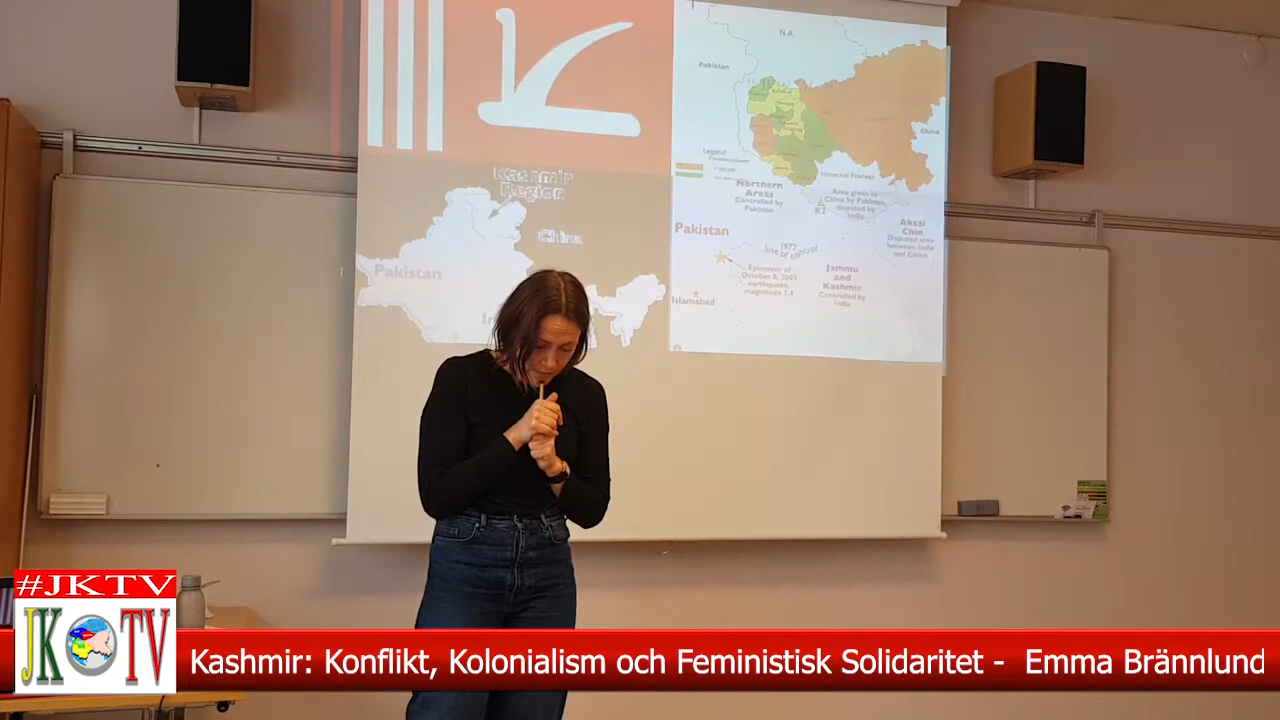 NA
Pakistan
China
Legend
Himachal Pradesh
Kashmir
Region
China
Pakistan
Northern
Areas
Controlled by
Pakistan
Area given to
China by Pakistan,
disputed by
India
K2
Aksai
Chin
Disputed area
between India
and China
Pakistan
1972
line of control
Epicenter of
October 8, 2005
earthquake,
magnitude 7.6
Jammu
and
Kashmir
Controlled by
India
Islamabad
#JKTV
JK TV
Kashmir: Konflikt, Kolonialism och Feministisk Solidaritet - Emma Brännlund